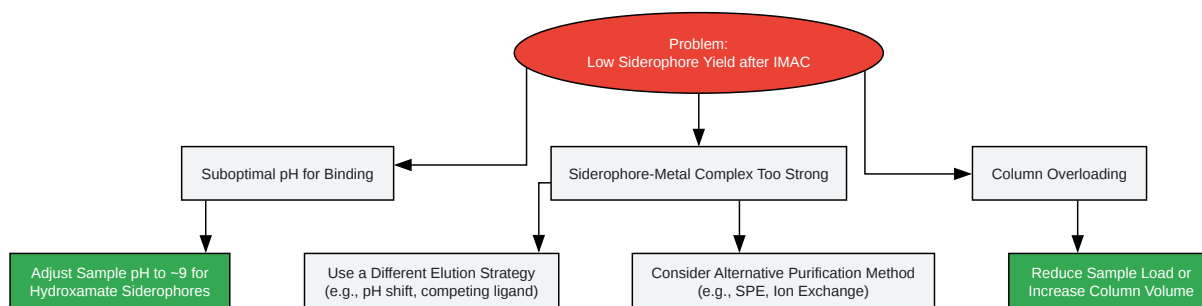 Problem:
Low Siderophore Yield after IMAC
Suboptimal pH for Binding
Siderophore-Metal Complex Too Strong
Column Overloading
Adjust Sample pH to ~9 for
Hydroxamate Siderophores
Use a Different Elution Strategy
(e.g., pH shift, competing ligand)
Consider Alternative Purification Method
(e.g., SPE, Ion Exchange)
Reduce Sample Load or
Increase Column Volume